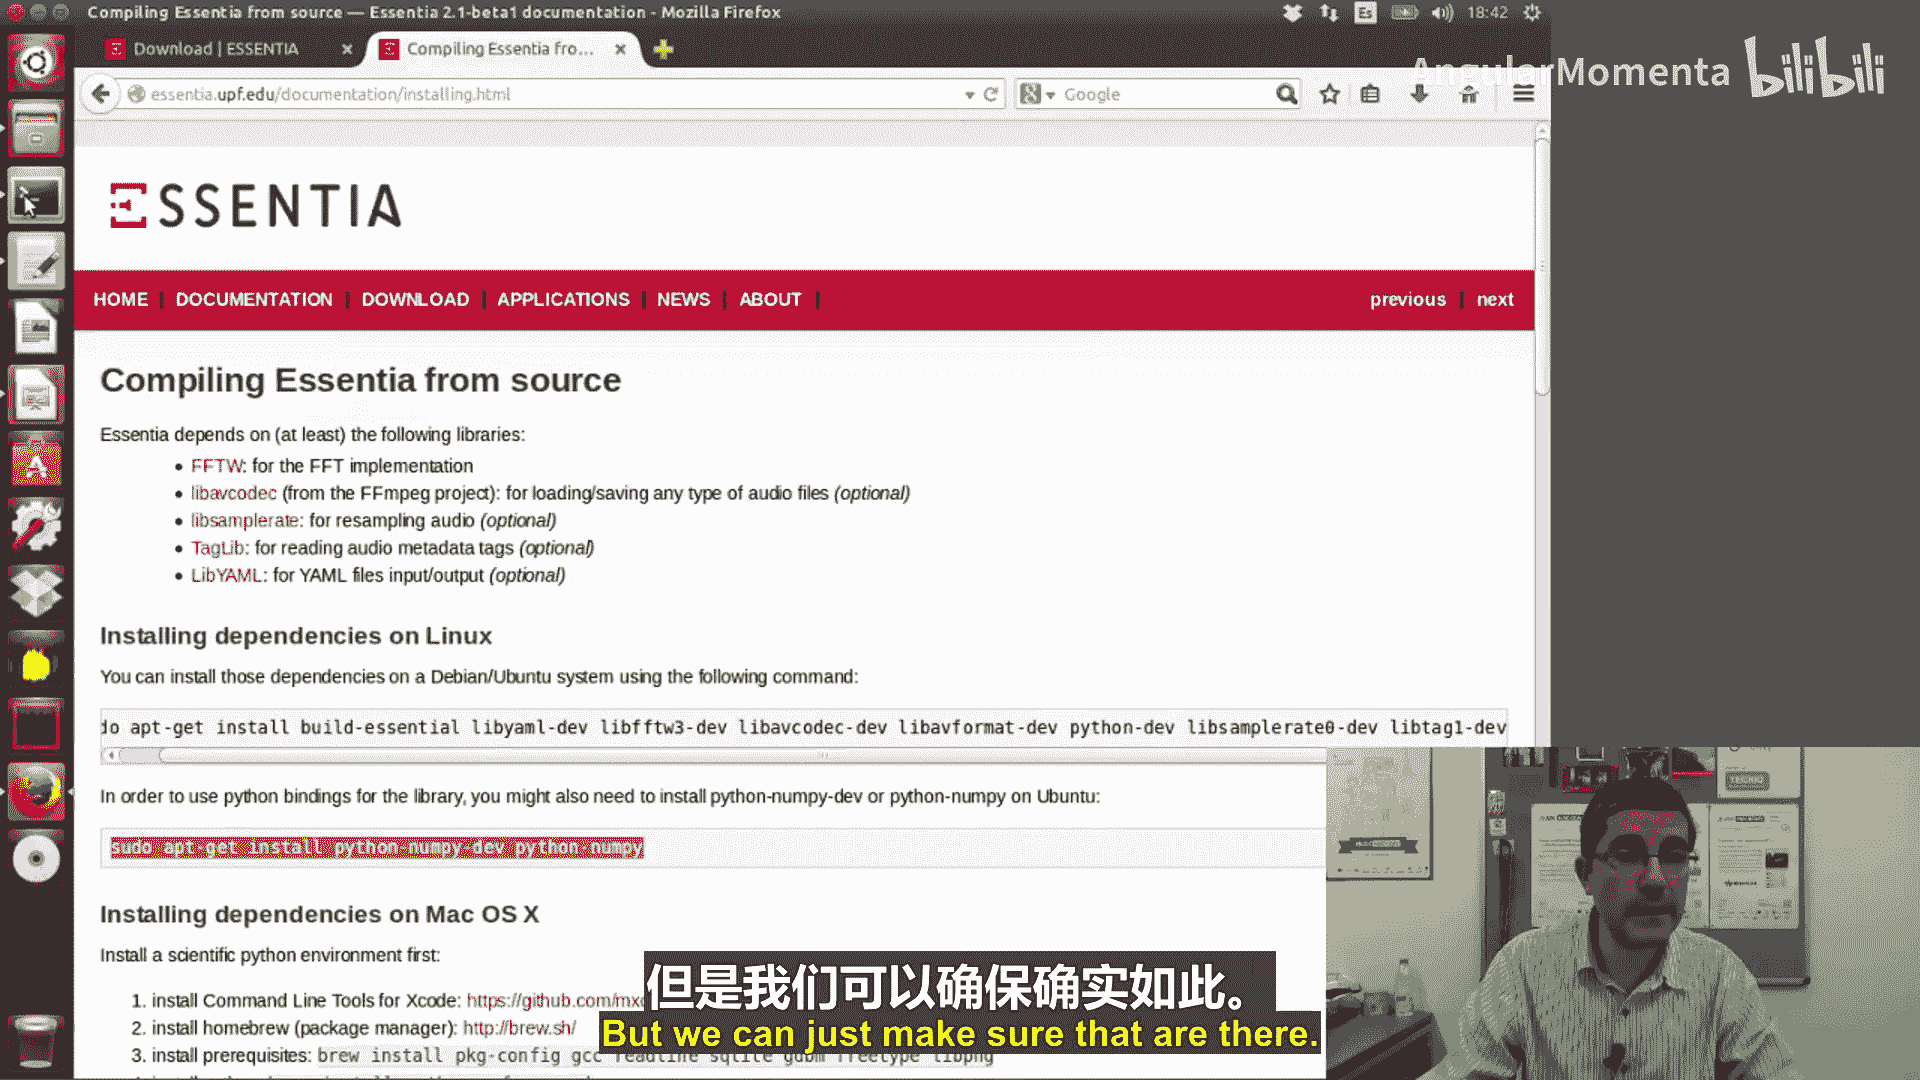 Compiling Essentia from source — Essentia 2.1-beta1 documentation - Mozilla Firefox
Es
18:42
Download | ESSENTIA
Compiling Essentia fro...
essentia.upf.edu/documentation/installing.html
Google
AngularMomenta bilibili
ESSENTIA
HOME | DOCUMENTATION | DOWNLOAD | APPLICATIONS | NEWS | ABOUT |
previous | next
Compiling Essentia from source
Essentia depends on (at least) the following libraries:
• FFTW: for the FFT implementation
• libavcodec (from the FFmpeg project): for loading/saving any type of audio files (optional)
• libsamplerate: for resampling audio (optional)
• TagLib: for reading audio metadata tags (optional)
• LibYAML: for YAML files input/output (optional)
Installing dependencies on Linux
You can install those dependencies on a Debian/Ubuntu system using the following command:
do apt-get install build-essential libyaml-dev libfftw3-dev libavcodec-dev libavformat-dev python-dev libsamplerate0-dev libtag1-dev
In order to use python bindings for the library, you might also need to install python-numpy-dev or python-numpy on Ubuntu:
sudo apt-get install python-numpy-dev python-numpy
Installing dependencies on Mac OS X
Install a scientific python environment first:
1. install Command Line Tools for Xcode: https://github.com/mxc
2. install homebrew (package manager): http://brew.sh/
3. install prerequisites: brew install pkg-config gcc readline sqlite gdbm freetype libpng
但是我们可以确保确实如此。
But we can just make sure that are there.